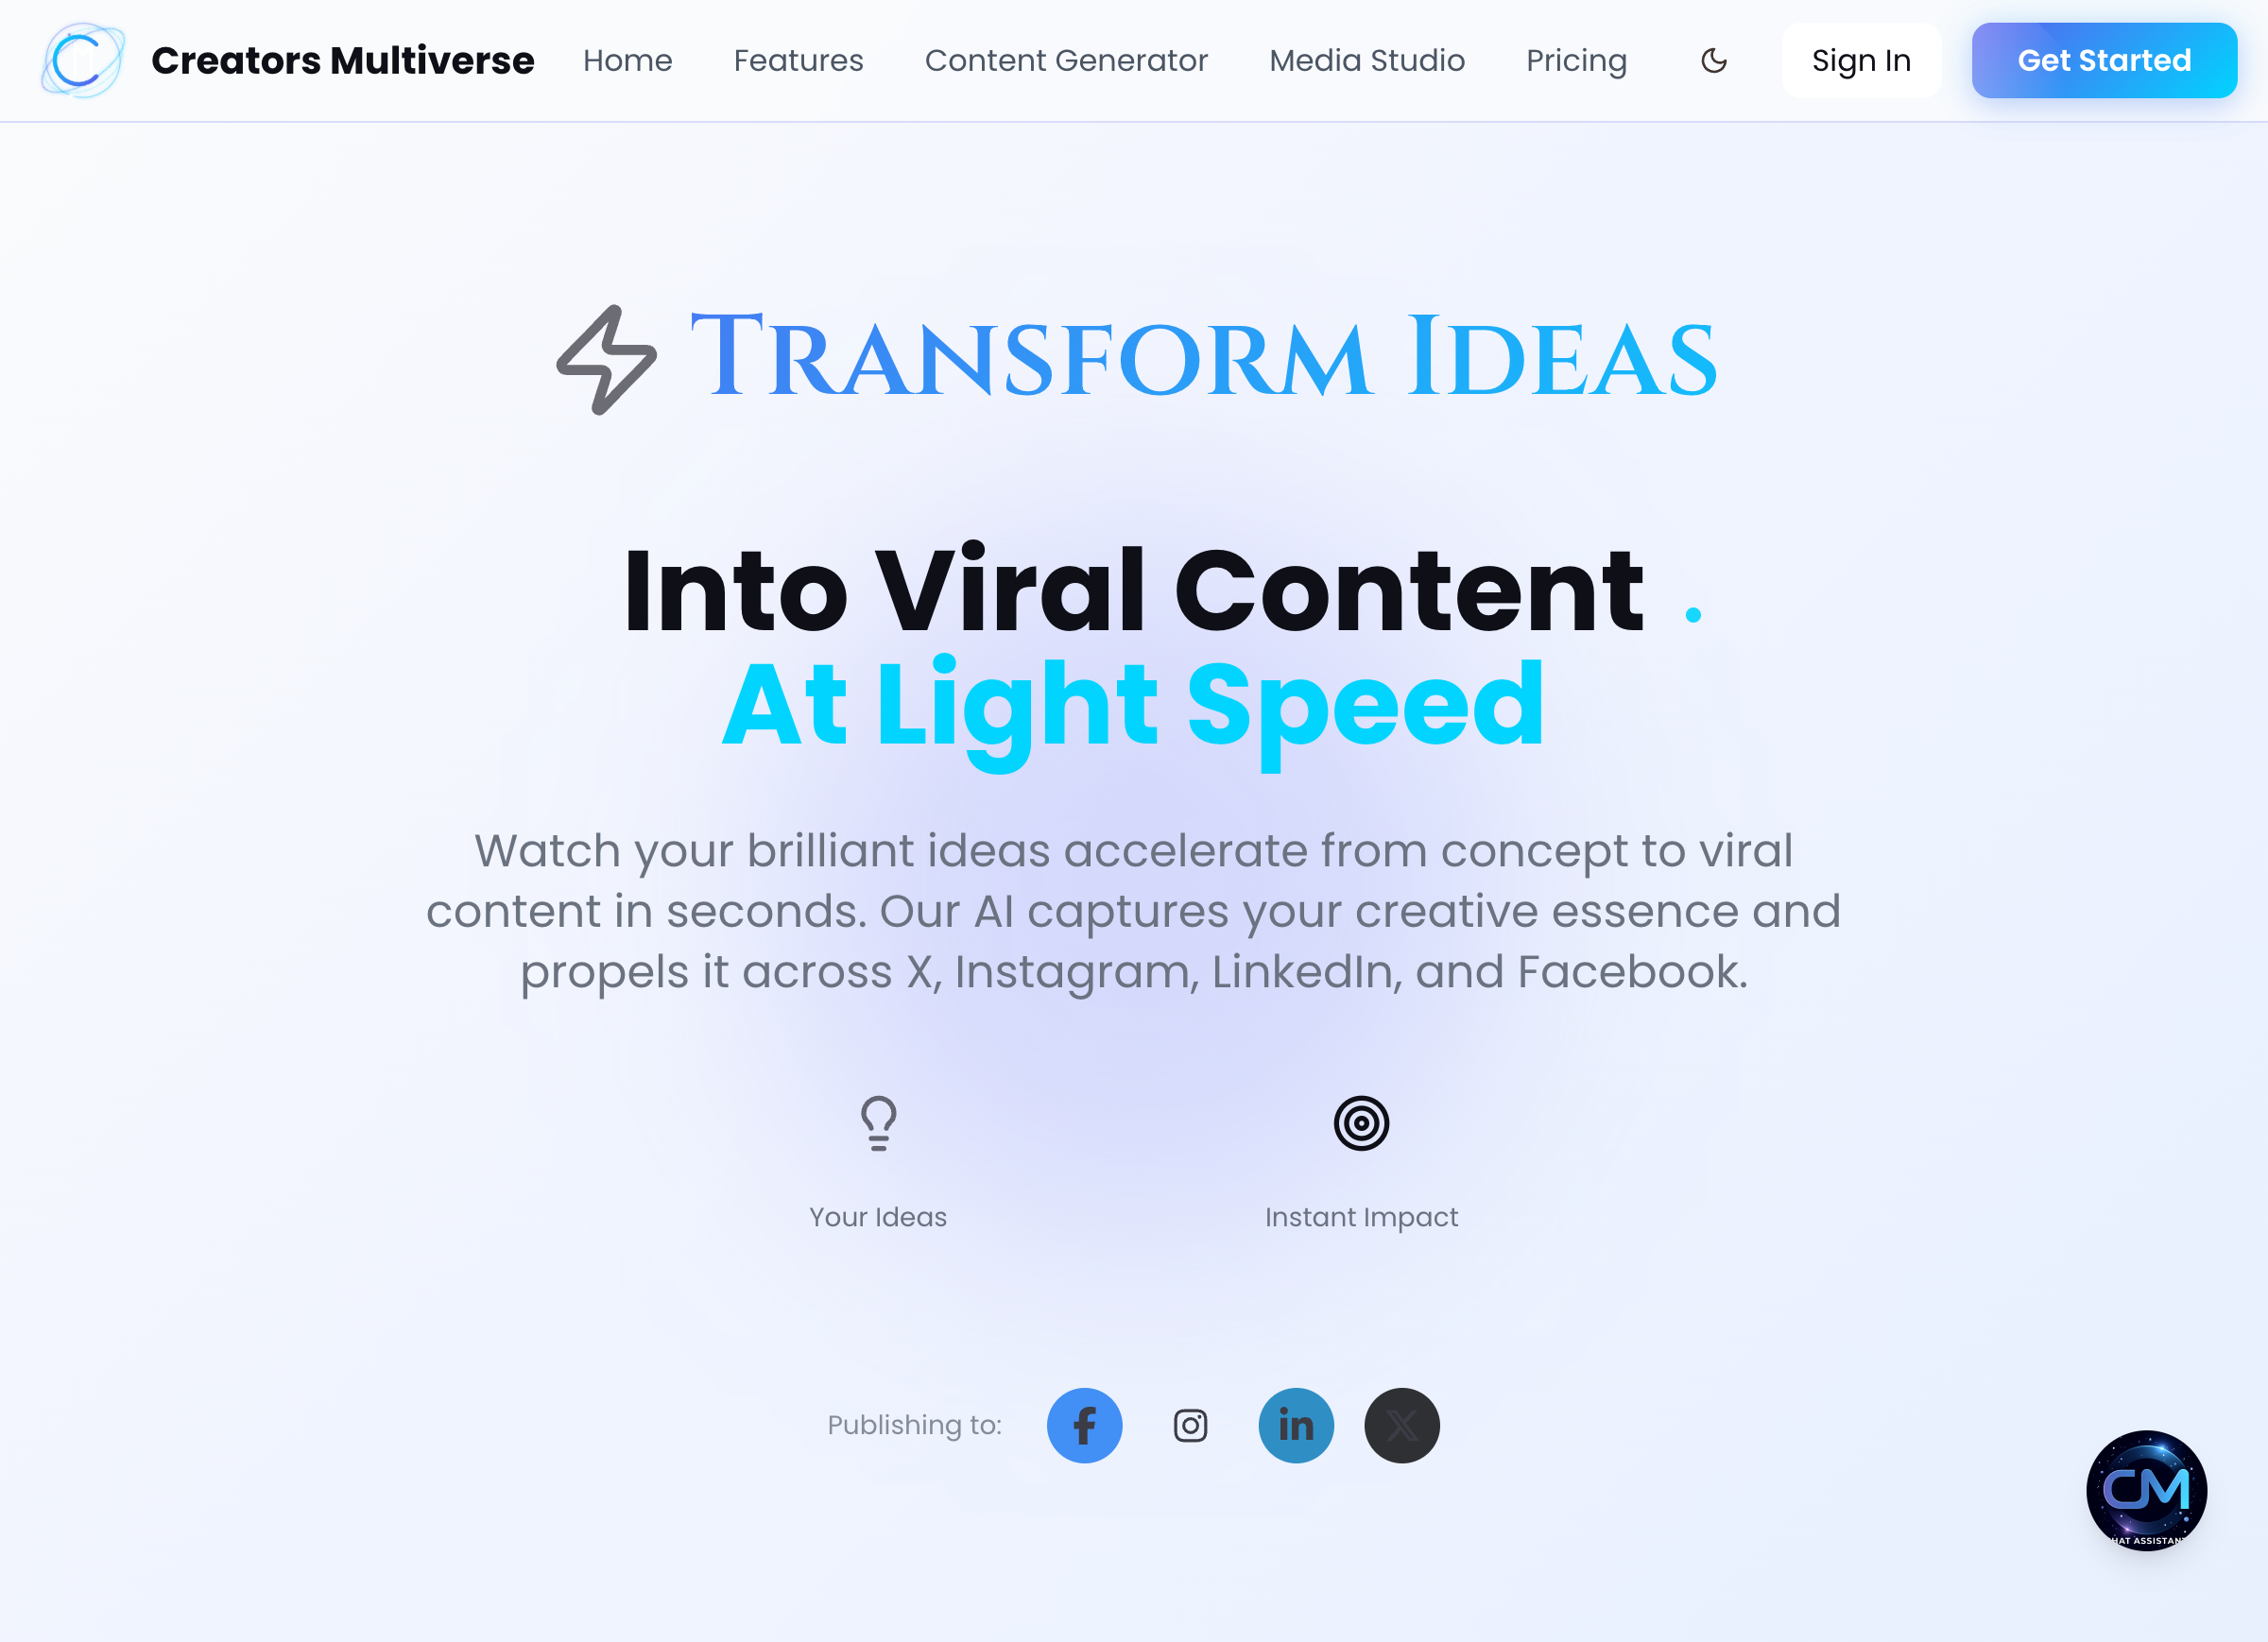 Creators Multiverse Home Features Content Generator Media Studio Pricing Sign In Get Started
Transform Ideas
Into Viral Content .
At Light Speed
Watch your brilliant ideas accelerate from concept to viral
content in seconds. Our AI captures your creative essence and
propels it across X, Instagram, LinkedIn, and Facebook.
Your Ideas Instant Impact
Publishing to:
CM
HAT ASSISTAN